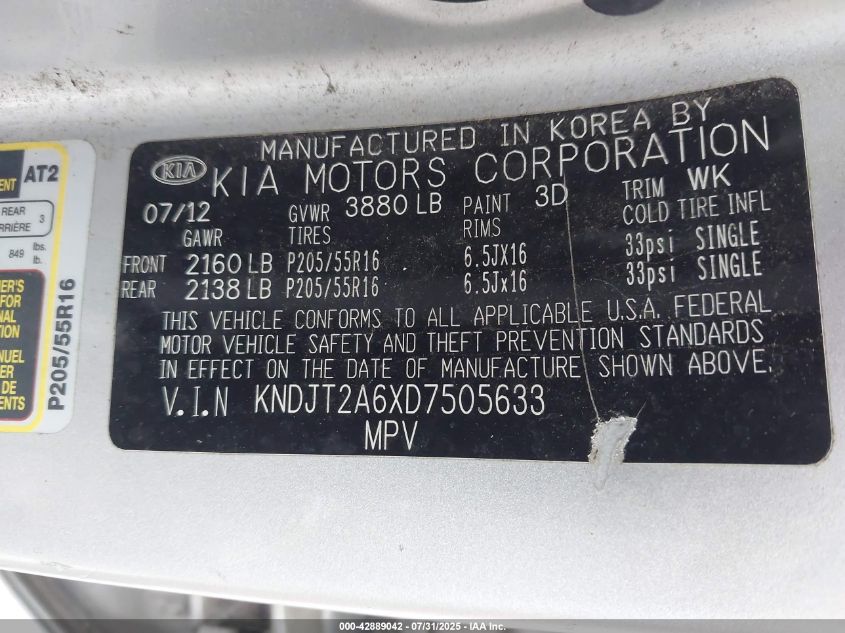 MANUFACTURED IN KOREA BY
KIA KIA MOTORS CORPORATION
07/12 GVWR 3880 LB PAINT 3D TRIM WK
GAWR TIRES RIMS COLD TIRE INFL
FRONT 2160 LB P205/55R16 6.5JX16 33psi SINGLE
REAR 2138 LB P205/55R16 6.5Jx16 33psi SINGLE
THIS VEHICLE CONFORMS TO ALL APPLICABLE U.S.A. FEDERAL
MOTOR VEHICLE SAFETY AND THEFT PREVENTION STANDARDS
IN EFFECT ON THE DATE OF MANUFACTURE SHOWN ABOVE.
V.I.N KNDJT2A6XD7505633
MPV
AT2
REAR 3
849 lbs.
lb.
P205/55R16
000-42889042 / 07/31/2025 - IAA Inc.